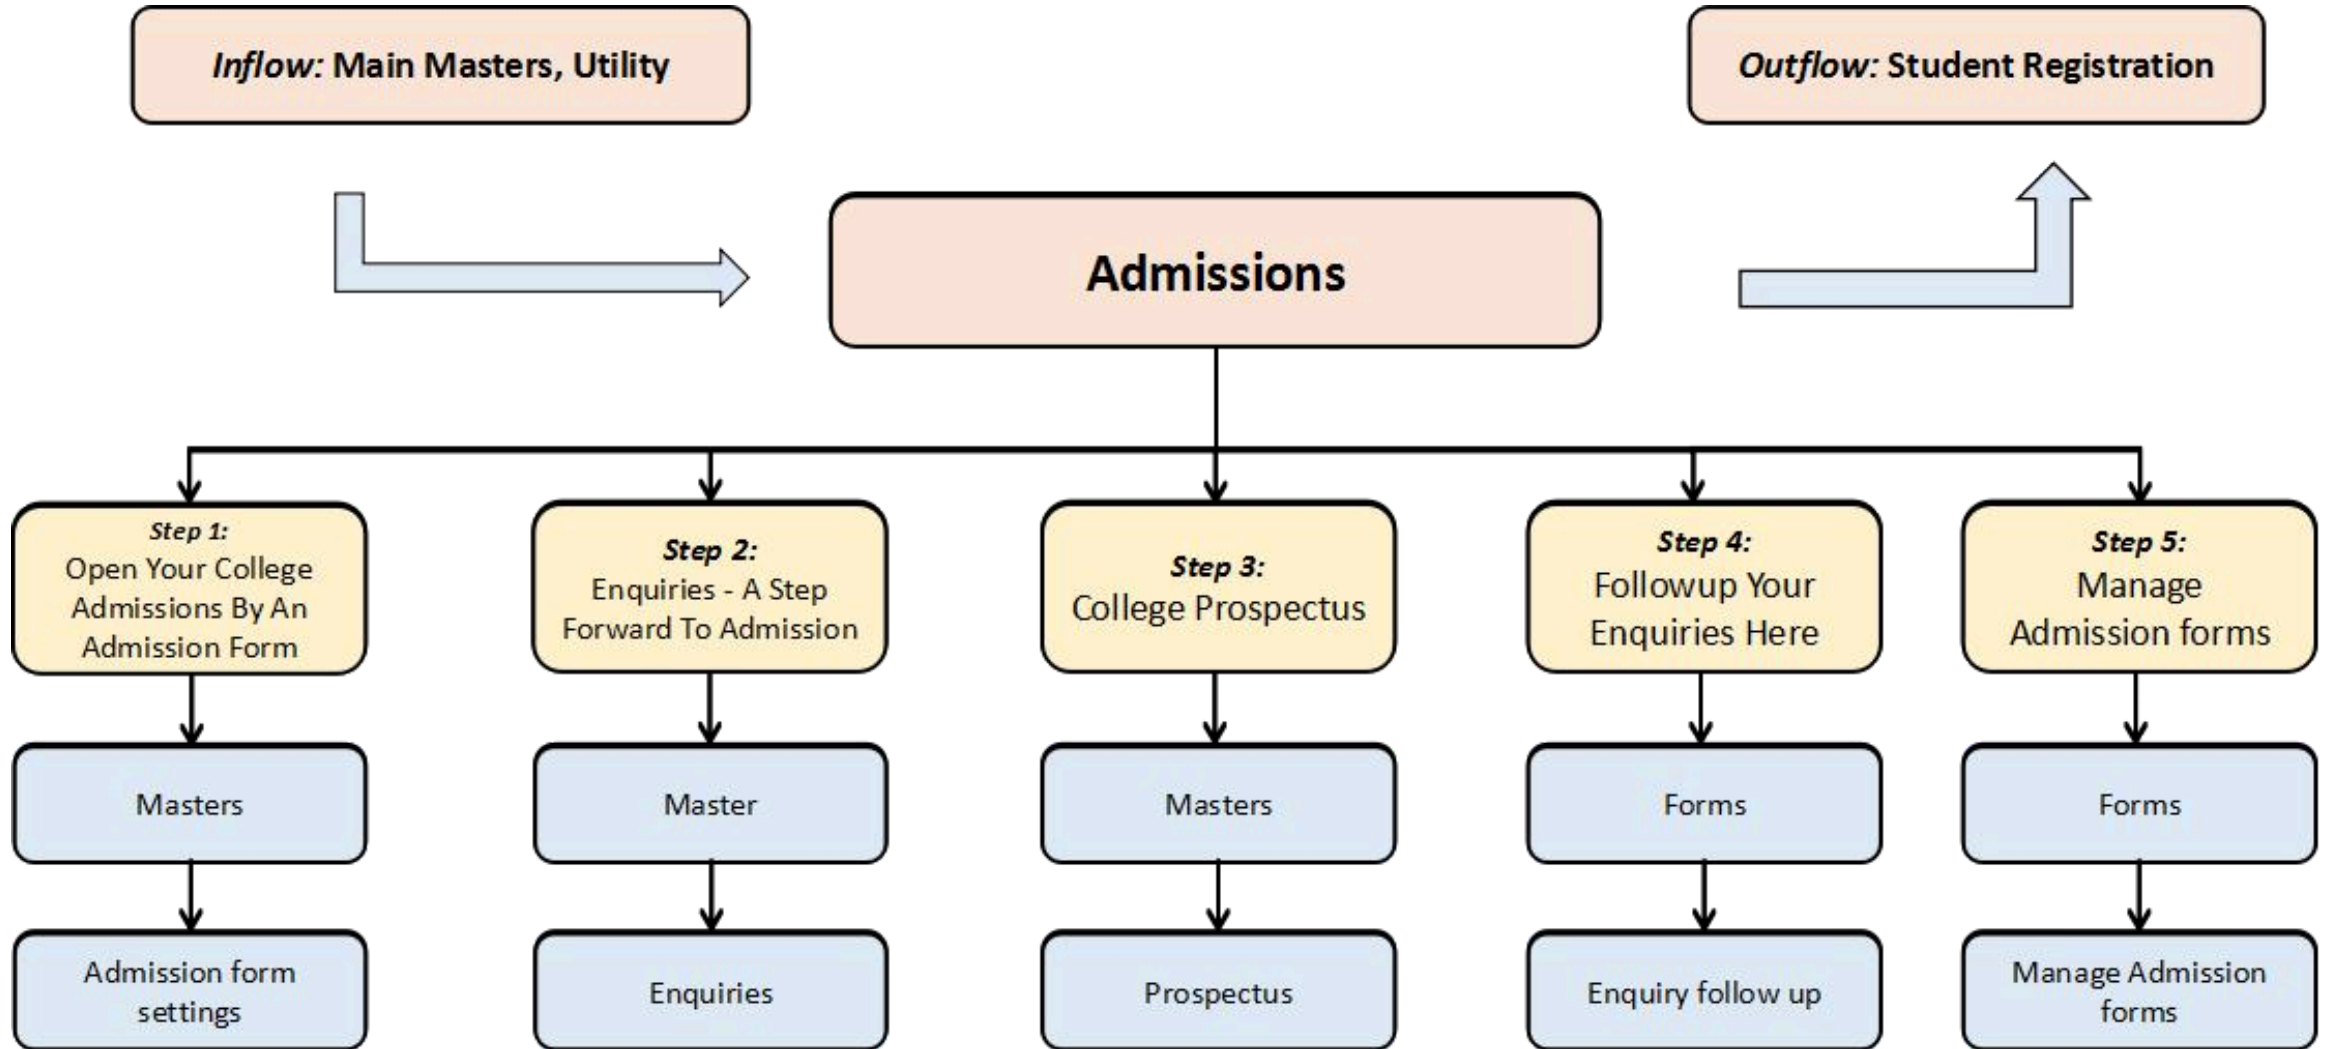 Inflow: Main Masters, Utility
Outflow: Student Registration
Admissions
Step 1:
Open Your College
Admissions By An
Admission Form
Step 2:
Enquiries - A Step
Forward To Admission
Step 3:
College Prospectus
Step 4:
Followup Your
Enquiries Here
Step 5:
Manage
Admission forms
Masters
Master
Masters
Forms
Forms
Admission form
settings
Enquiries
Prospectus
Enquiry follow up
Manage Admission
forms